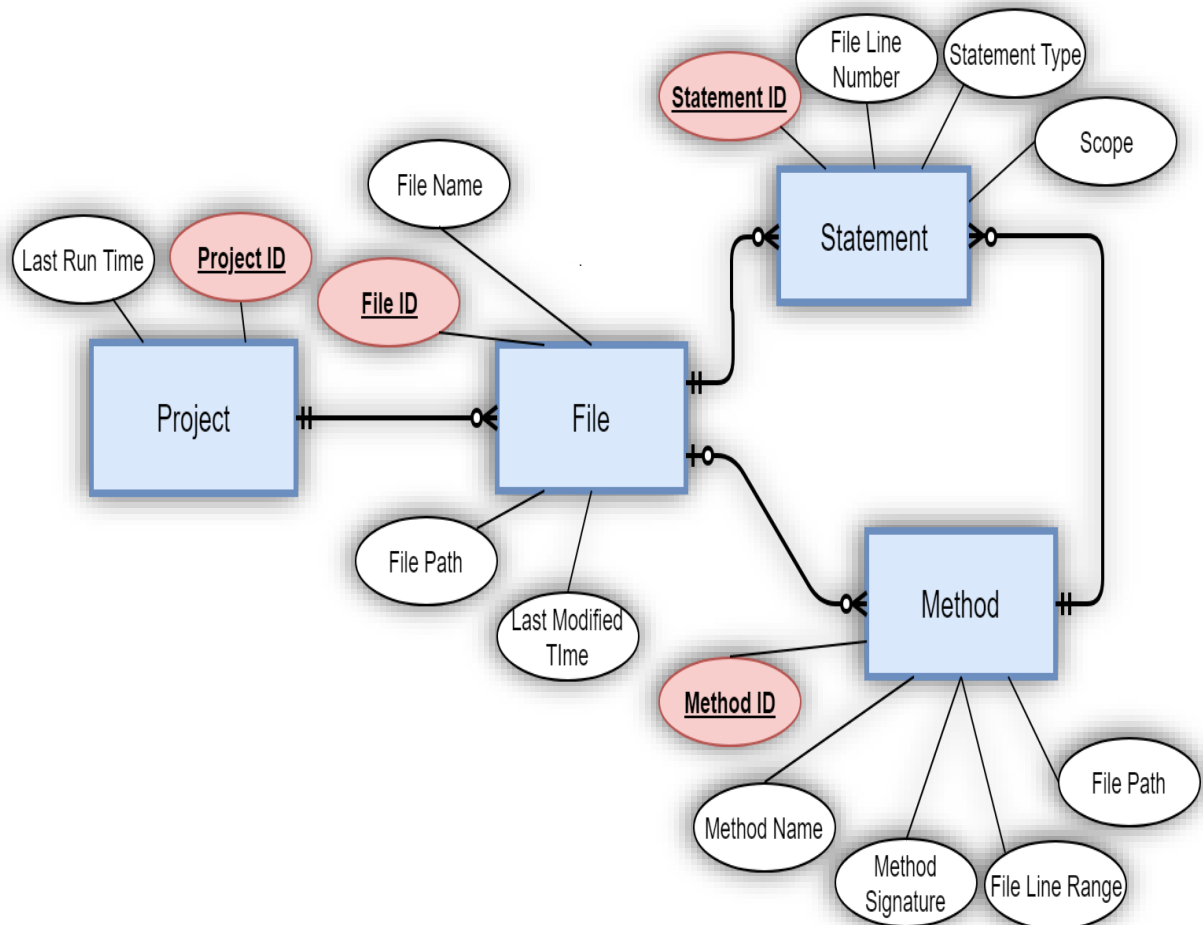 File Line
Number
Statement Type
Statement ID
Scope
File Name
Statement
Last Run Time
Project ID
File ID
Project
File
File Path
Last Modified
TIme
Method
Method ID
File Path
Method Name
Method
Signature
File Line Range